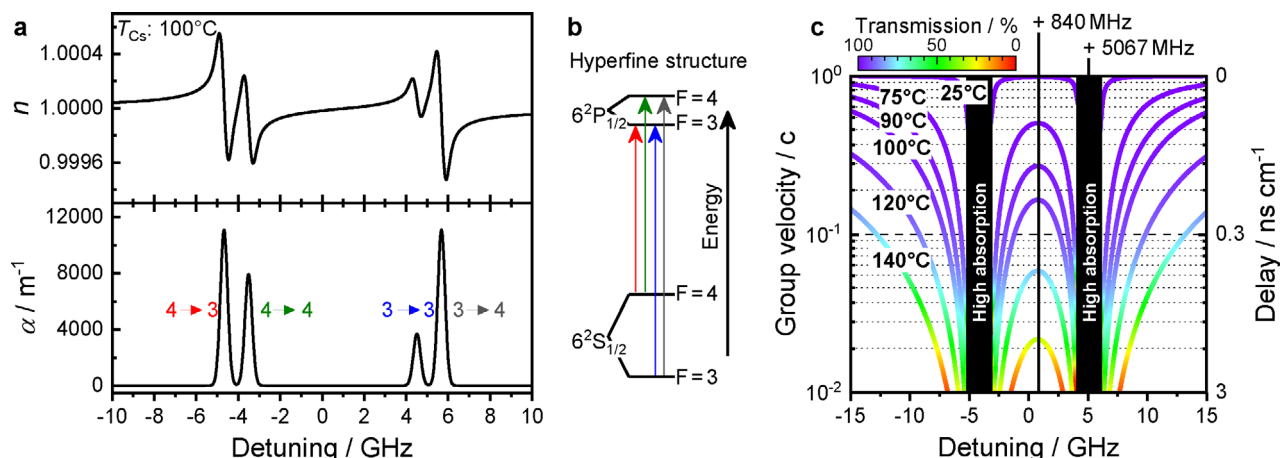 a
T_Cs: 100°C
1.0004
1.0000
0.9996
n
12000
8000
4000
0
α / m⁻¹
4 → 3
4 → 4
3 → 3
3 → 4
-10 -8 -6 -4 -2 0 2 4 6 8 10
Detuning / GHz
b
Hyperfine structure
6²P₁/₂
F = 4
F = 3
Energy
6²S₁/₂
F = 4
F = 3
c
Transmission / %
100 50 0
+ 840 MHz
+ 5067 MHz
10⁰
10⁻¹
10⁻²
Group velocity / c
25°C
75°C
90°C
100°C
120°C
140°C
High absorption
High absorption
0
0.3
3
Delay / ns cm⁻¹
-15 -10 -5 0 5 10 15
Detuning / GHz